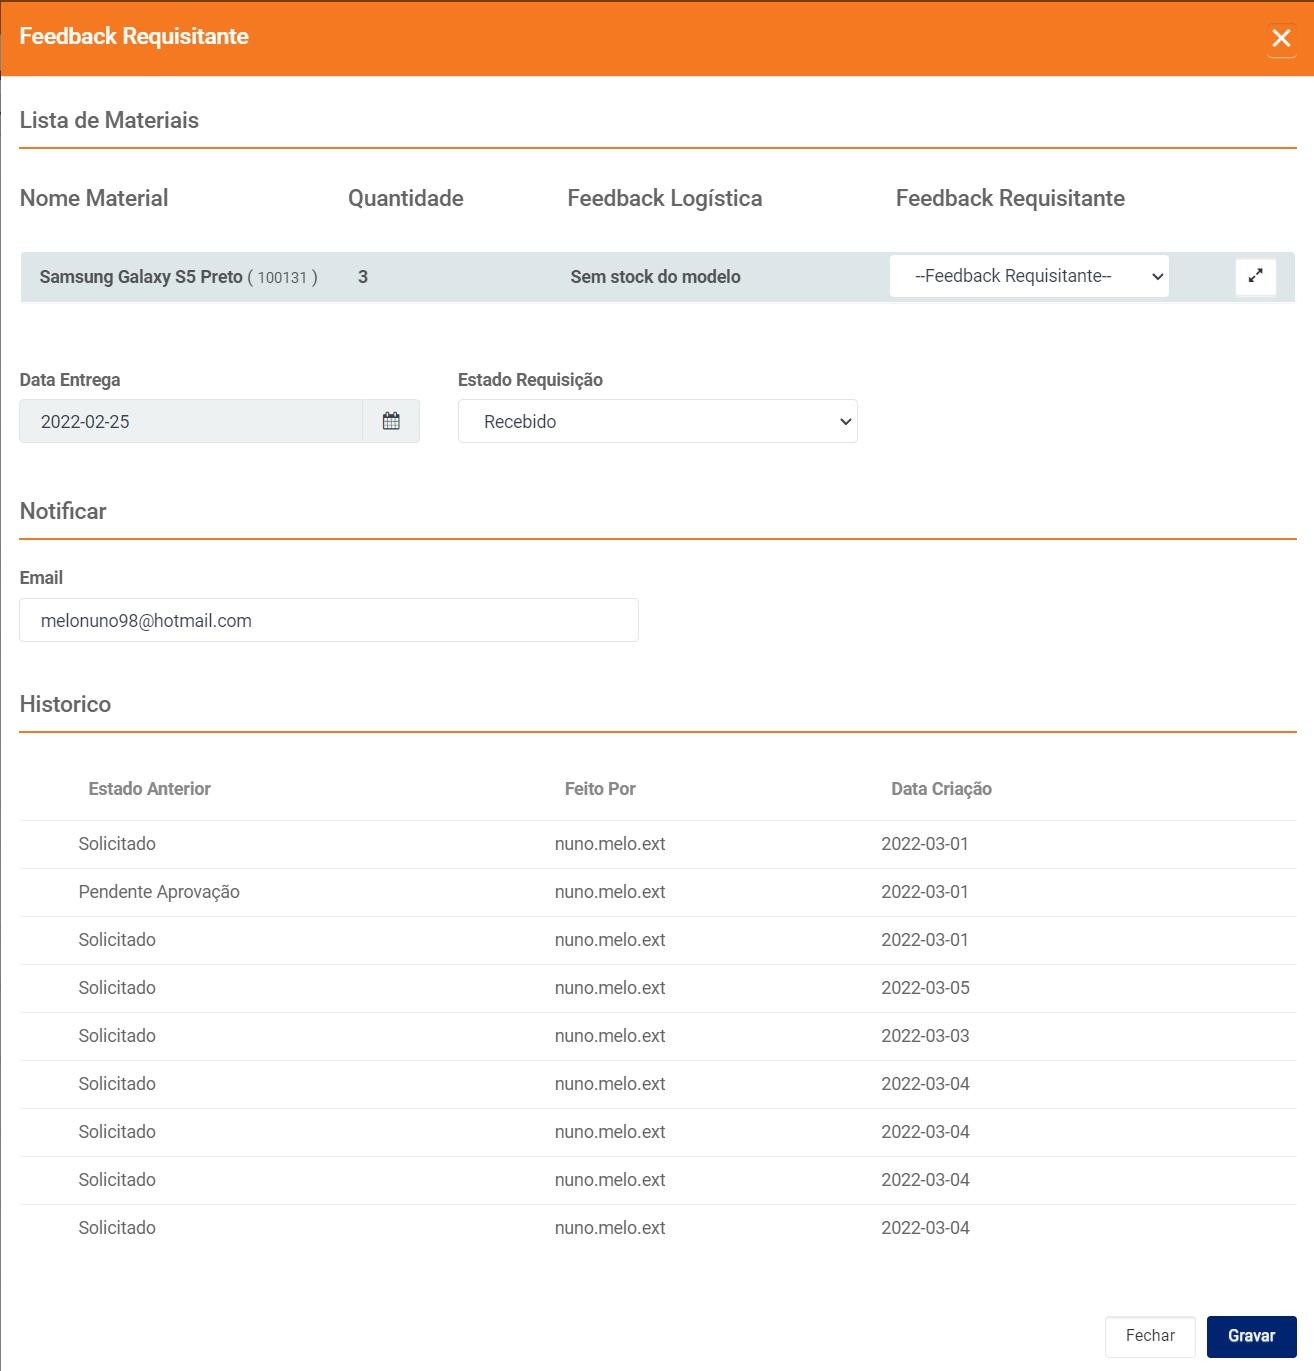 Feedback Requisitante
Lista de Materiais
Nome Material Quantidade Feedback Logística Feedback Requisitante
Samsung Galaxy S5 Preto ( 100131 ) 3 Sem stock do modelo --Feedback Requisitante--
Data Entrega Estado Requisição
2022-02-25 Recebido
Notificar
Email
melonuno98@hotmail.com
Historico
Estado Anterior Feito Por Data Criação
Solicitado nuno.melo.ext 2022-03-01
Pendente Aprovação nuno.melo.ext 2022-03-01
Solicitado nuno.melo.ext 2022-03-01
Solicitado nuno.melo.ext 2022-03-05
Solicitado nuno.melo.ext 2022-03-03
Solicitado nuno.melo.ext 2022-03-04
Solicitado nuno.melo.ext 2022-03-04
Solicitado nuno.melo.ext 2022-03-04
Solicitado nuno.melo.ext 2022-03-04
Fechar Gravar